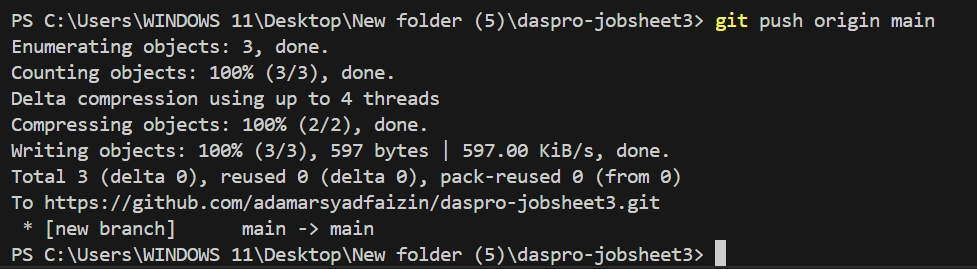 PS C:\Users\WINDOWS 11\Desktop\New folder (5)\daspro-jobsheet3> git push origin main
Enumerating objects: 3, done.
Counting objects: 100% (3/3), done.
Delta compression using up to 4 threads
Compressing objects: 100% (2/2), done.
Writing objects: 100% (3/3), 597 bytes | 597.00 KiB/s, done.
Total 3 (delta 0), reused 0 (delta 0), pack-reused 0 (from 0)
To https://github.com/adamarsyadfaizin/daspro-jobsheet3.git
 * [new branch]      main -> main
PS C:\Users\WINDOWS 11\Desktop\New folder (5)\daspro-jobsheet3>